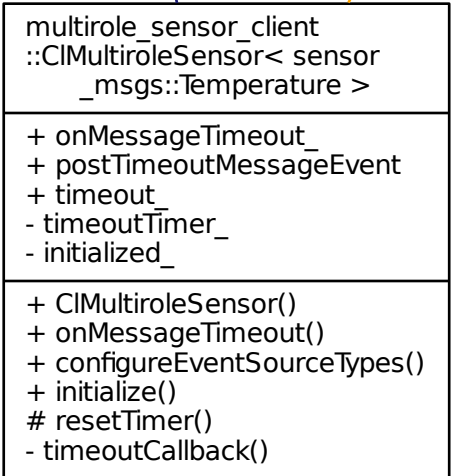 multirole_sensor_client
::ClMultiroleSensor< sensor
_msgs::Temperature >
+ onMessageTimeout_
+ postTimeoutMessageEvent
+ timeout_
- timeoutTimer_
- initialized_
+ ClMultiroleSensor()
+ onMessageTimeout()
+ configureEventSourceTypes()
+ initialize()
# resetTimer()
- timeoutCallback()